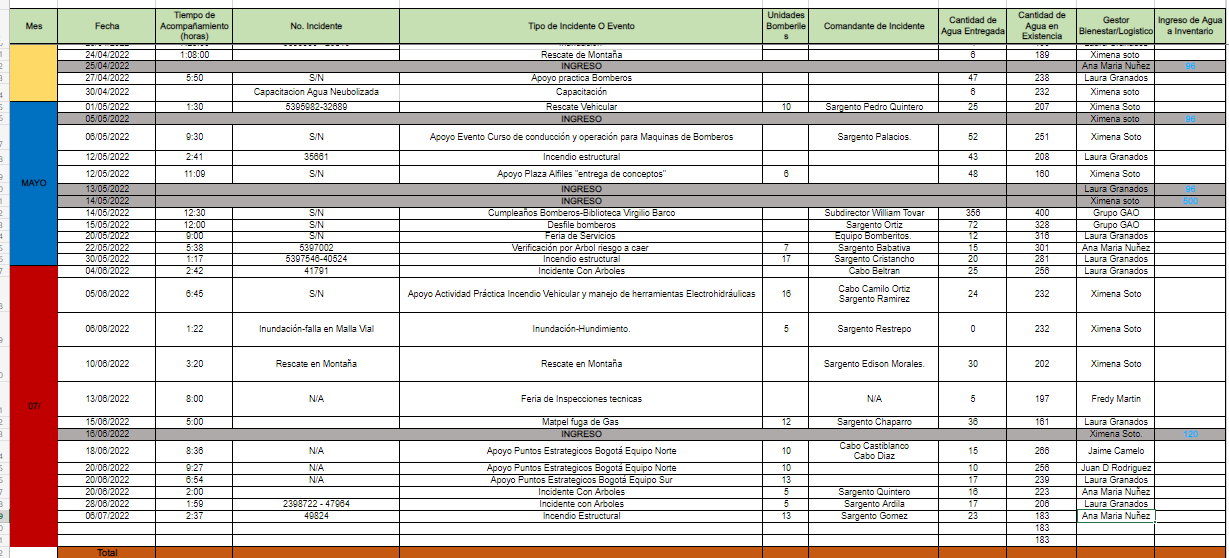 Mes Fecha Tiempo de Acompañamiento (horas) No. Incidente Tipo de Incidente O Evento Unidades Bomberiles Comandante de Incidente Cantidad de Agua Entregada Cantidad de Agua en Existencia Gestor Bienestar/Logistico Ingreso de Agua a Inventario
24/04/2022 1:08:00 Rescate de Montaña 6 189 Ximena soto
25/04/2022 INGRESO Ana Maria Nuñez 96
27/04/2022 5:50 S/N Apoyo practica Bomberos 47 238 Laura Granados
30/04/2022 Capacitacion Agua Neubolizada Capacitación 6 232 Ximena soto
01/05/2022 1:30 5395982-32689 Rescate Vehicular 10 Sargento Pedro Quintero 25 207 Ximena Soto
05/05/2022 INGRESO Ximena soto 96
06/05/2022 9:30 S/N Apoyo Evento Curso de conducción y operación para Maquinas de Bomberos Sargento Palacios. 52 251 Ximena Soto
12/05/2022 2:41 35661 Incendio estructural 43 208 Laura Granados
12/05/2022 11:09 S/N Apoyo Plaza Alfiles "entrega de conceptos" 6 48 160 Ximena Soto
MAYO
13/05/2022 INGRESO Laura Granados 96
14/05/2022 INGRESO Ximena soto 500
14/05/2022 12:30 S/N Cumpleaños Bomberos-Biblioteca Virgilio Barco Subdirector William Tovar 356 400 Grupo GAO
15/05/2022 12:00 S/N Desfile bomberos Sargento Ortiz 72 328 Grupo GAO
20/05/2022 9:00 S/N Feria de Servicios Equipo Bomberitos. 12 316 Laura Granados
22/05/2022 5:38 5397002 Verificación por Arbol riesgo a caer 7 Sargento Babativa 15 301 Ana Maria Nuñez
30/05/2022 1:17 5397546-40524 Incendio estructural 17 Sargento Cristancho 20 281 Laura Granados
04/06/2022 2:42 41791 Incidente Con Arboles Cabo Beltran 25 256 Laura Granados
05/06/2022 6:45 S/N Apoyo Actividad Práctica Incendio Vehicular y manejo de herramientas Electrohidráulicas 16 Cabo Camilo Ortiz Sargento Ramirez 24 232 Ximena Soto
06/06/2022 1:22 Inundación-falla en Malla Vial Inundación-Hundimiento. 5 Sargento Restrepo 0 232 Ximena Soto
10/06/2022 3:20 Rescate en Montaña Rescate en Montaña Sargento Edison Morales. 30 202 Ximena Soto
13/06/2022 8:00 N/A Feria de Inspecciones tecnicas N/A 5 197 Fredy Martin
07/
15/06/2022 5:00 Matpel fuga de Gas 12 Sargento Chaparro 36 161 Laura Granados
16/06/2022 INGRESO Ximena Soto. 120
18/06/2022 8:36 N/A Apoyo Puntos Estrategicos Bogotá Equipo Norte 10 Cabo Castiblanco Cabo Diaz 15 266 Jaime Camelo
20/06/2022 9:27 N/A Apoyo Puntos Estrategicos Bogotá Equipo Norte 10 10 256 Juan D Rodriguez
20/06/2022 6:54 N/A Apoyo Puntos Estrategicos Bogotá Equipo Sur 13 17 239 Laura Granados
20/06/2022 2:00 Incidente Con Arboles 5 Sargento Quintero 16 223 Ana Maria Nuñez
28/06/2022 1:59 2398722 - 47964 Incidente con Arboles 5 Sargento Ardila 17 206 Laura Granados
06/07/2022 2:37 49824 Incendio Estructural 13 Sargento Gomez 23 183 Ana Maria Nuñez
183
183
Total